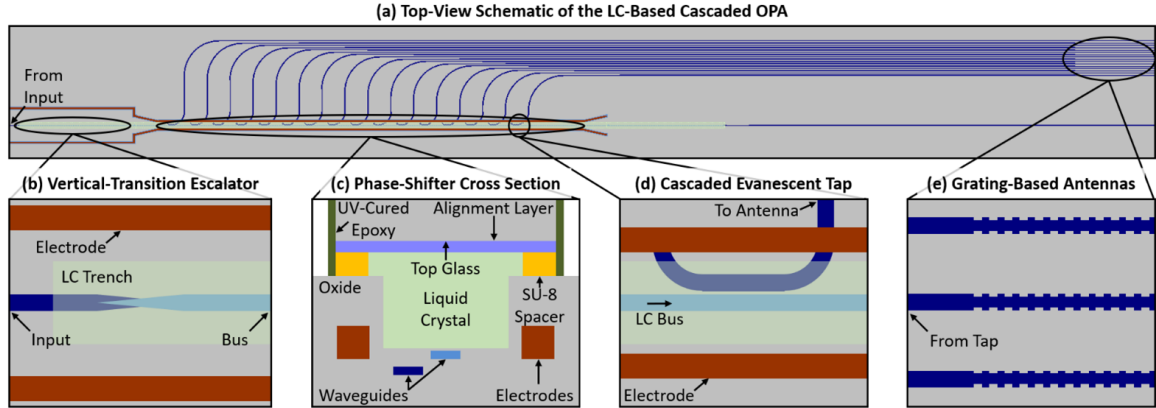 (a) Top-View Schematic of the LC-Based Cascaded OPA
From
Input
(b) Vertical-Transition Escalator
Electrode
LC Trench
Input
Bus
(c) Phase-Shifter Cross Section
UV-Cured
Epoxy
Alignment Layer
Top Glass
Oxide
Liquid
Crystal
SU-8
Spacer
Waveguides
Electrodes
(d) Cascaded Evanescent Tap
To Antenna
LC Bus
Electrode
(e) Grating-Based Antennas
From Tap